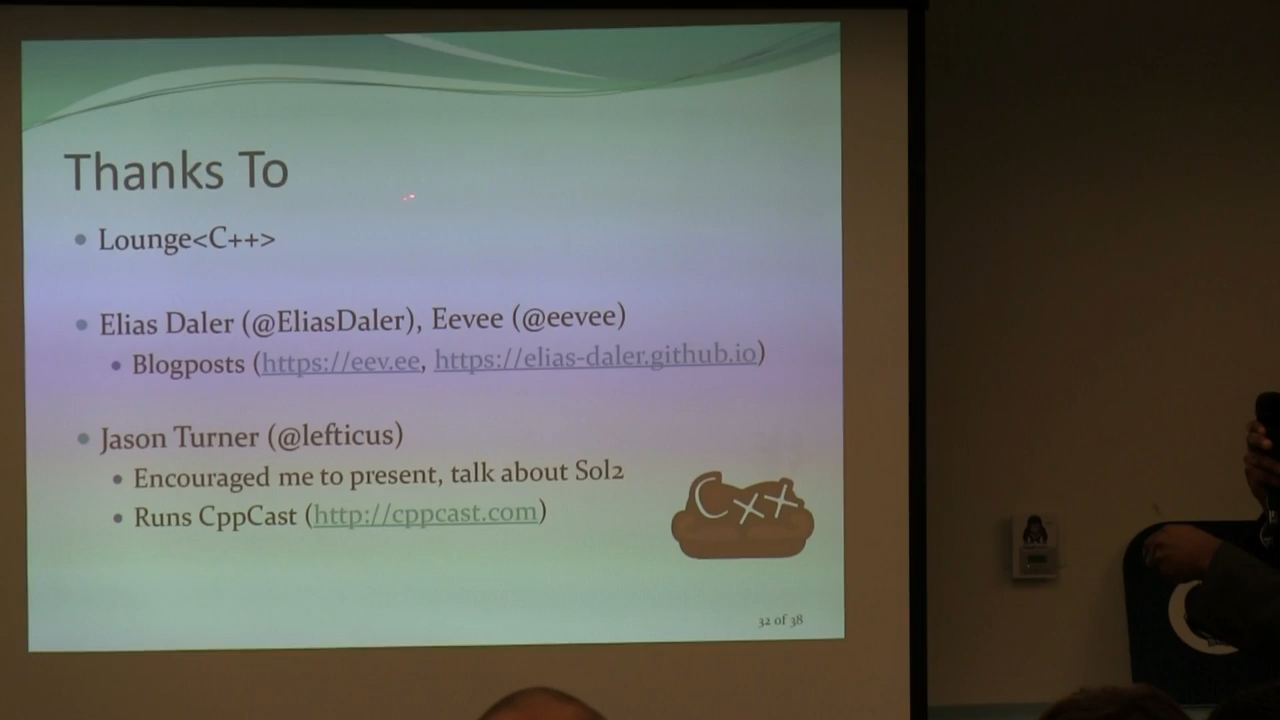 Thanks To
Lounge<C++>
Elias Daler (@EliasDaler), Eevee (@eevee)
Blogposts (https://eev.ee, https://elias-daler.github.io)
Jason Turner (@lefticus)
Encouraged me to present, talk about Sol2
Runs CppCast (http://cppcast.com)
Cxx
32 of 38